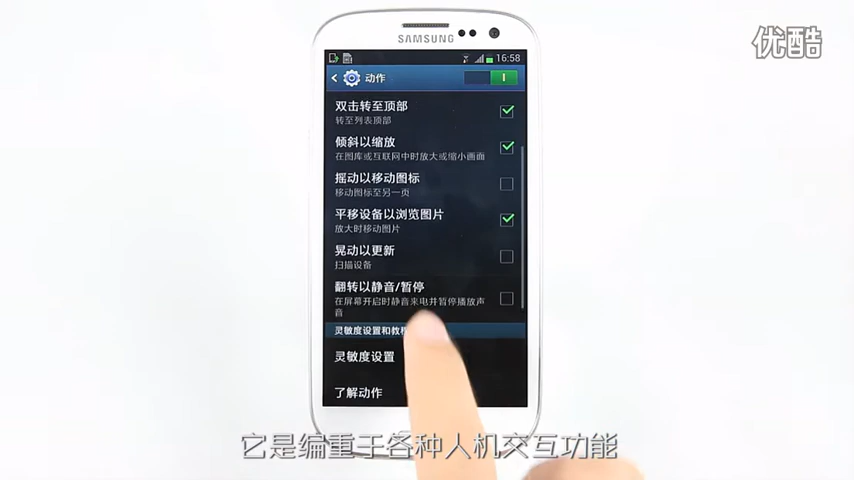 优酷
SAMSUNG
16:58
动作
双击转至顶部
转至列表顶部
倾斜以缩放
在图库或互联网中时放大或缩小画面
摇动以移动图标
移动图标至另一页
平移设备以浏览图片
放大时移动图片
晃动以更新
扫描设备
翻转以静音/暂停
在屏幕开启时静音来电并暂停播放声
音
灵敏度设置和教
灵敏度设置
了解动作
它是编重于各种人机交互功能